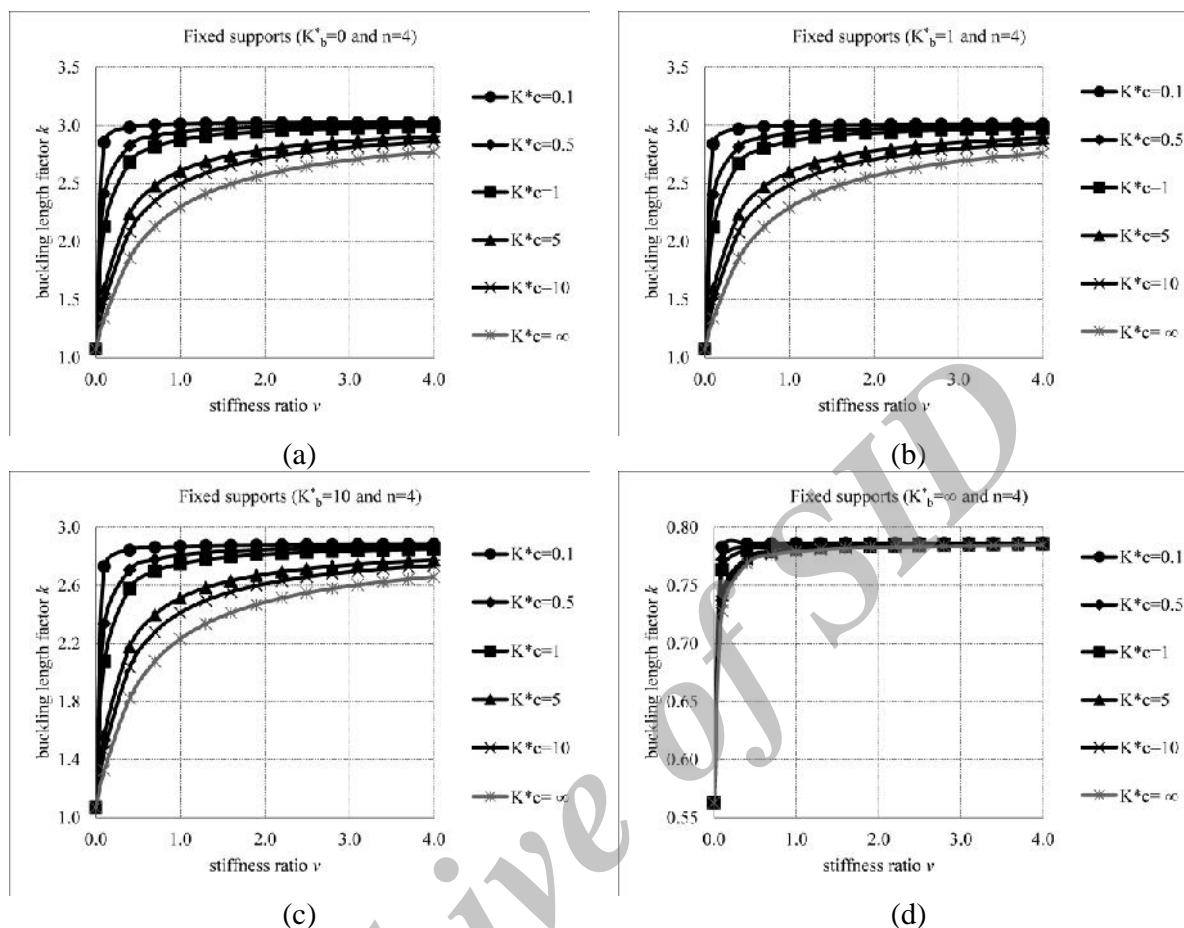 Fixed supports (K*b=0 and n=4)
3.5
3.0
2.5
2.0
1.5
1.0
buckling length factor k
0.0 1.0 2.0 3.0 4.0
stiffness ratio v
K*c=0.1
K*c=0.5
K*c=1
K*c=5
K*c=10
K*c= ∞
(a)
Fixed supports (K*b=1 and n=4)
3.5
3.0
2.5
2.0
1.5
1.0
buckling length factor k
0.0 1.0 2.0 3.0 4.0
stiffness ratio v
K*c=0.1
K*c=0.5
K*c=1
K*c=5
K*c=10
K*c= ∞
(b)
Fixed supports (K*b=10 and n=4)
3.0
2.6
2.2
1.8
1.4
1.0
buckling length factor k
0.0 1.0 2.0 3.0 4.0
stiffness ratio v
K*c=0.1
K*c=0.5
K*c=1
K*c=5
K*c=10
K*c= ∞
(c)
Fixed supports (K*b=∞ and n=4)
0.80
0.75
0.70
0.65
0.60
0.55
buckling length factor k
0.0 1.0 2.0 3.0 4.0
stiffness ratio v
K*c=0.1
K*c=0.5
K*c=1
K*c=5
K*c=10
K*c= ∞
(d)
ive of SID